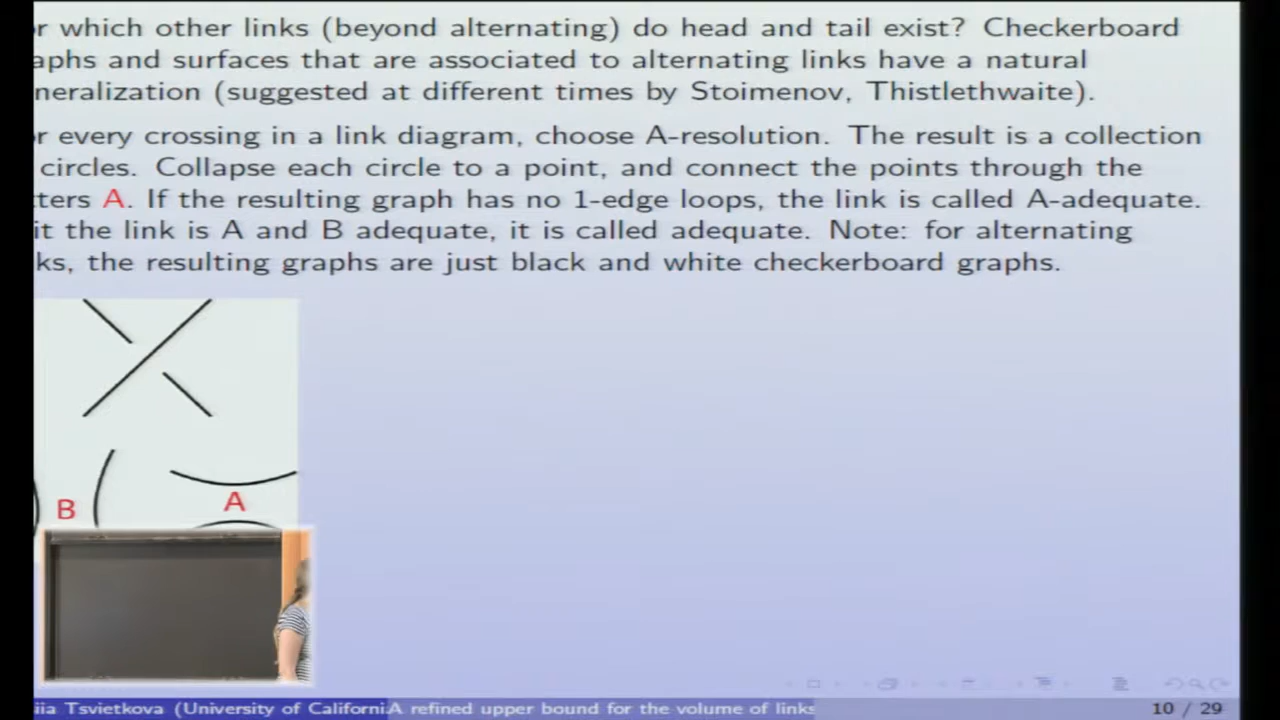 r which other links (beyond alternating) do head and tail exist? Checkerboard
aphs and surfaces that are associated to alternating links have a natural
neralization (suggested at different times by Stoimenov, Thistlethwaite).
r every crossing in a link diagram, choose A-resolution. The result is a collection
circles. Collapse each circle to a point, and connect the points through the
tters A. If the resulting graph has no 1-edge loops, the link is called A-adequate.
it the link is A and B adequate, it is called adequate. Note: for alternating
ks, the resulting graphs are just black and white checkerboard graphs.
B
A
iia Tsvietkova (University of Californi A refined upper bound for the volume of links 10 / 29